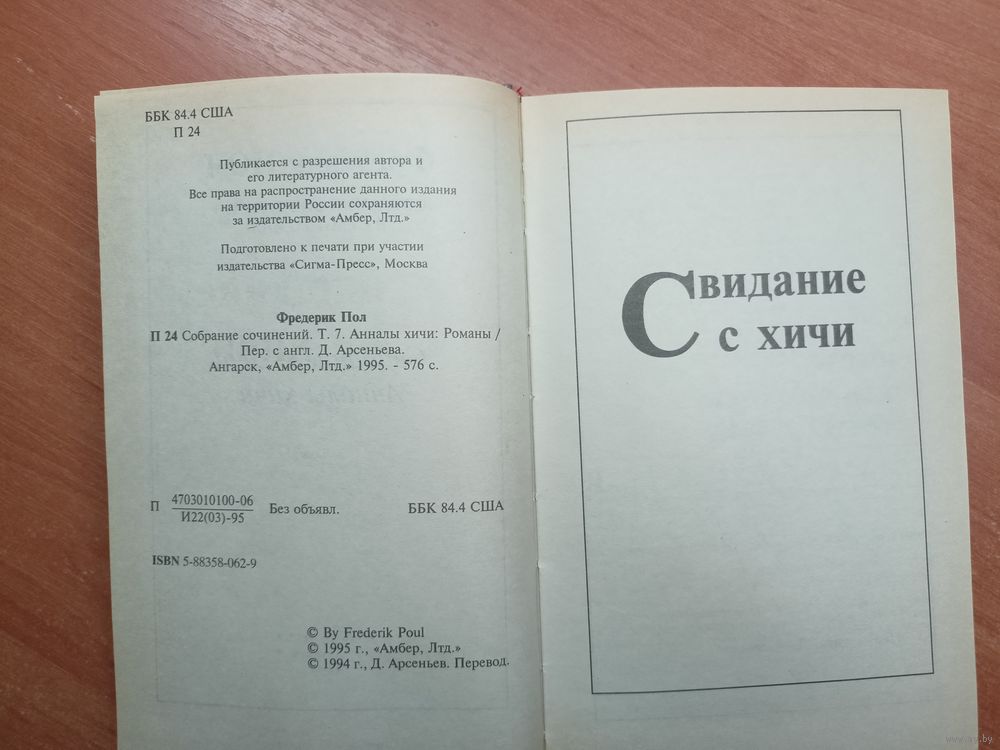 ББК 84.4 США
П 24
Публикается с разрешения автора и
его литературного агента.
Все права на распространение данного издания
на территории России сохраняются
за издательством «Амбер, Лтд.»
Подготовлено к печати при участии
издательства «Сигма-Пресс», Москва
Фредерик Пол
П 24 Собрание сочинений. Т. 7. Анналы хичи: Романы /
Пер. с англ. Д. Арсеньева.
Ангарск, «Амбер, Лтд.» 1995. - 576 с.
П 4703010100-06 Без объявл. ББК 84.4 США
И22(03)-95
ISBN 5-88358-062-9
© By Frederik Poul
© 1995 г., «Амбер, Лтд.»
© 1994 г., Д. Арсеньев. Перевод.
Свидание
с хичи